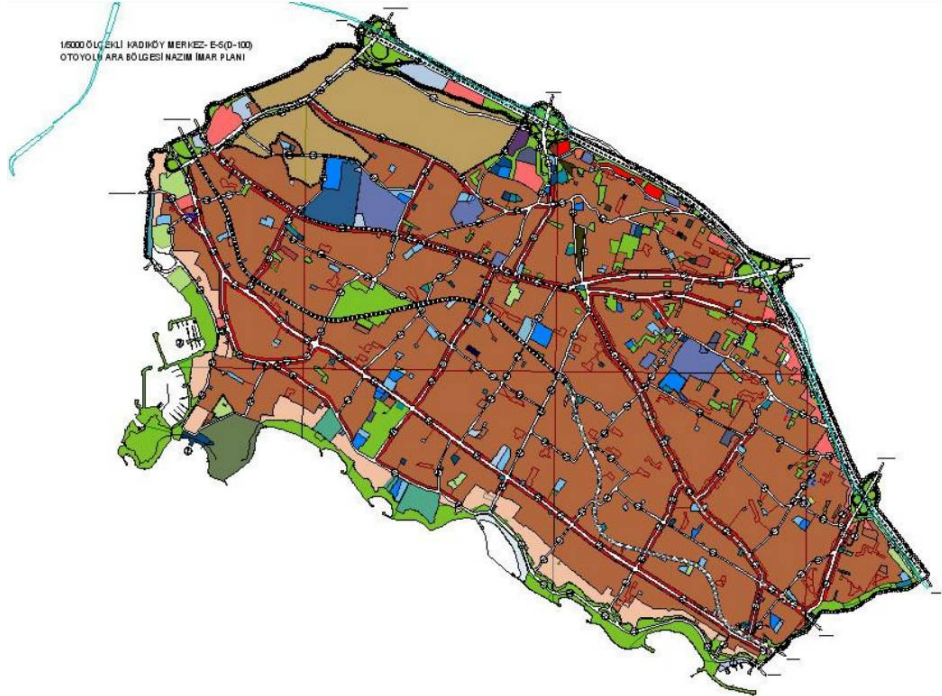 1/5000 ÖLÇEKLİ KADIKÖY MERKEZ- E-5(D-100)
OTOYOLU ARA BÖLGESİ NAZIM İMAR PLANI